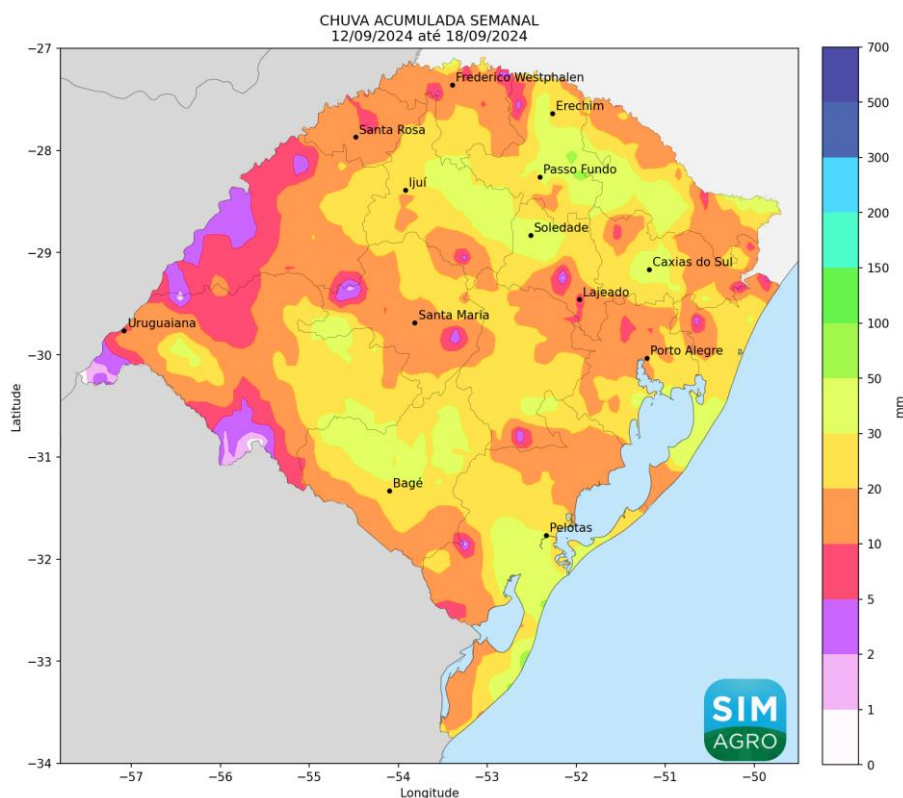 CHUVA ACUMULADA SEMANAL
12/09/2024 até 18/09/2024
Latitude
−27
−28
−29
−30
−31
−32
−33
−34
Frederico Westphalen
Erechim
Santa Rosa
Passo Fundo
Ijuí
Soledade
Caxias do Sul
Lajeado
Santa Maria
Uruguaiana
Porto Alegre
Bagé
Pelotas
SIM
AGRO
−57
−56
−55
−54
−53
−52
−51
−50
Longitude
700
500
300
200
150
100
50
30
20
10
5
2
1
0
mm